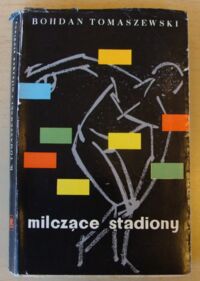 BOHDAN TOMASZEWSKI
milczące stadiony